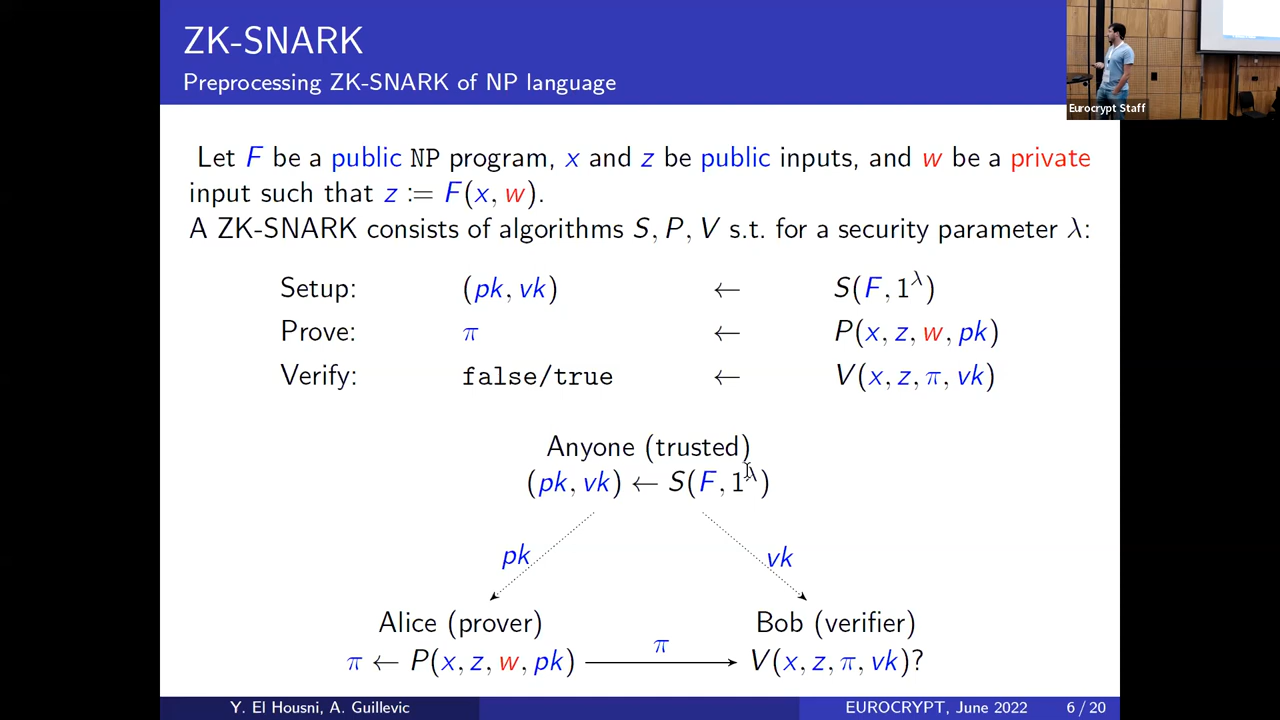 ZK-SNARK
Preprocessing ZK-SNARK of NP language
Eurocrypt Staff
Let F be a public NP program, x and z be public inputs, and w be a private
input such that z := F(x, w).
A ZK-SNARK consists of algorithms S, P, V s.t. for a security parameter λ:
Setup: (pk, vk) ← S(F, 1^λ)
Prove: π ← P(x, z, w, pk)
Verify: false/true ← V(x, z, π, vk)
Anyone (trusted)
(pk, vk) ← S(F, 1^λ)
pk vk
Alice (prover) Bob (verifier)
π
π ← P(x, z, w, pk) V(x, z, π, vk)?
Y. El Housni, A. Guillevic EUROCRYPT, June 2022 6 / 20